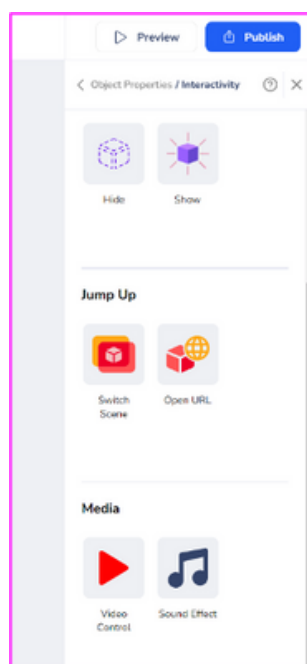 Preview
Publish
Object Properties / Interactivity
Hide
Show
Jump Up
Switch
Scene
Open URL
Media
Video
Control
Sound Effect